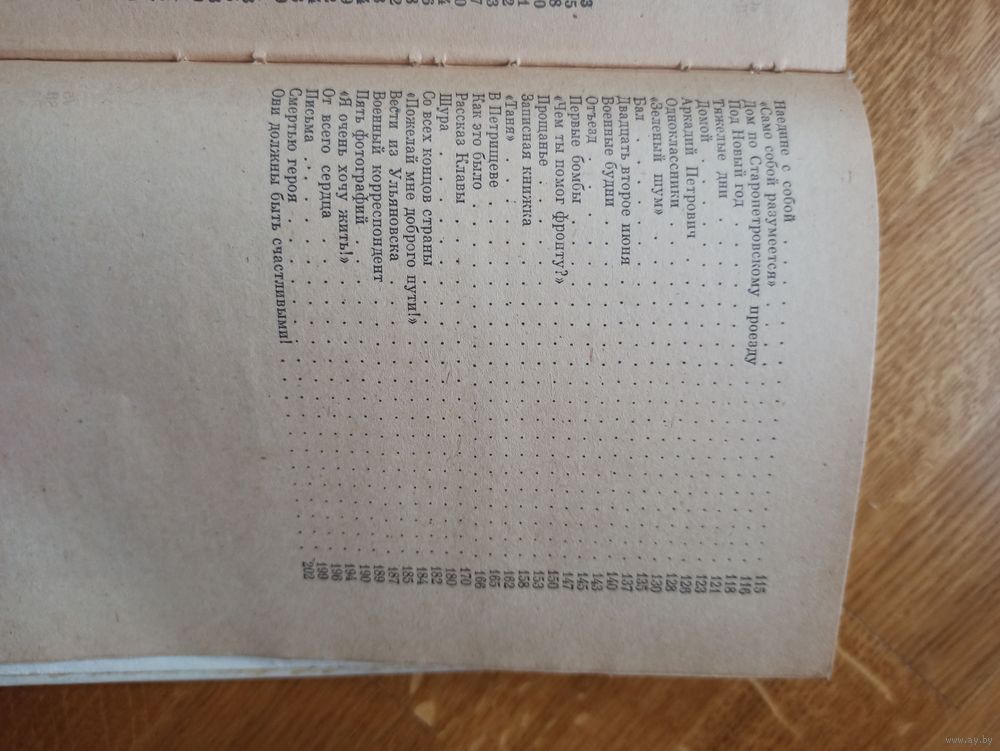 Наедине с собой . . . . . . . . . . . . 115
«Само собой разумеется» . . . . . . . . . . . . 116
Дом по Старопетровскому проезду . . . . . . . . . . . . 118
Под Новый год . . . . . . . . . . . . 121
Тяжелые дни . . . . . . . . . . . . 123
Домой . . . . . . . . . . . . 126
Аркадий Петрович . . . . . . . . . . . . 128
Одноклассники . . . . . . . . . . . . 130
«Зеленый шум» . . . . . . . . . . . . 135
Бал . . . . . . . . . . . . 137
Двадцать второе июня . . . . . . . . . . . . 140
Военные будни . . . . . . . . . . . . 143
Отъезд . . . . . . . . . . . . 145
Первые бомбы . . . . . . . . . . . . 147
«Чем ты помог фронту?» . . . . . . . . . . . . 150
Прощанье . . . . . . . . . . . . 153
Записная книжка . . . . . . . . . . . . 158
«Таня» . . . . . . . . . . . . 162
В Петрищеве . . . . . . . . . . . . 165
Как это было . . . . . . . . . . . . 166
Рассказ Клавы . . . . . . . . . . . . 170
Шура . . . . . . . . . . . . 180
Со всех концов страны . . . . . . . . . . . . 182
«Пожелай мне доброго пути!» . . . . . . . . . . . . 184
Вести из Ульяновска . . . . . . . . . . . . 185
Военный корреспондент . . . . . . . . . . . . 187
Пять фотографий . . . . . . . . . . . . 189
«Я очень хочу жить!» . . . . . . . . . . . . 190
От всего сердца . . . . . . . . . . . . 194
Письма . . . . . . . . . . . . 196
Смертью героя . . . . . . . . . . . . 199
Они должны быть счастливыми! . . . . . . . . . . . . 202
www.ay.by